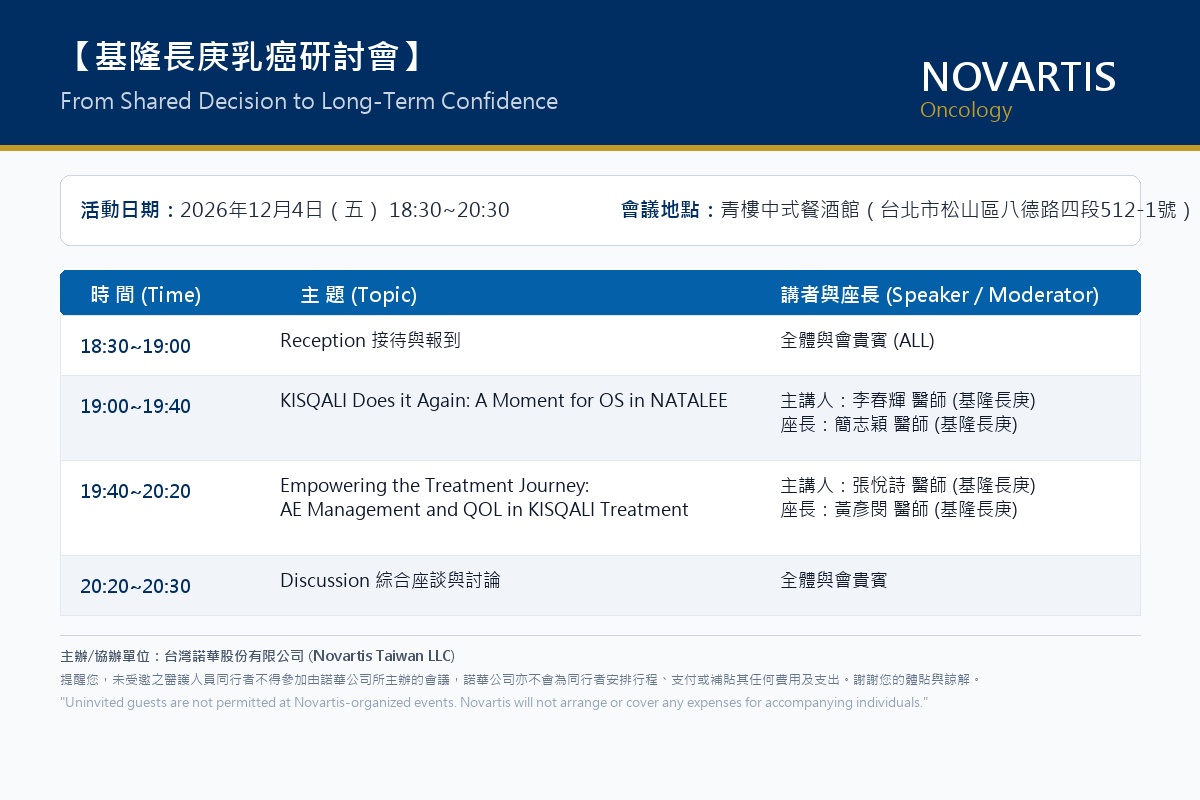 【基隆長庚乳癌研討會】
From Shared Decision to Long-Term Confidence
NOVARTIS
Oncology
活動日期：2026年12月4日（五） 18:30~20:30
會議地點：青樓中式餐酒館（台北市松山區八德路四段512-1號）
時 間 (Time) 主 題 (Topic) 講者與座長 (Speaker / Moderator)
18:30~19:00 Reception 接待與報到 全體與會貴賓 (ALL)
19:00~19:40 KISQALI Does it Again: A Moment for OS in NATALEE 主講人：李春輝 醫師 (基隆長庚)
座長：簡志穎 醫師 (基隆長庚)
19:40~20:20 Empowering the Treatment Journey: 主講人：張悅詩 醫師 (基隆長庚)
AE Management and QOL in KISQALI Treatment 座長：黃彥閔 醫師 (基隆長庚)
20:20~20:30 Discussion 綜合座談與討論 全體與會貴賓
主辦/協辦單位：台灣諾華股份有限公司 (Novartis Taiwan LLC)
提醒您，未受邀之醫護人員同行者不得參加由諾華公司所主辦的會議，諾華公司亦不會為同行者安排行程、支付或補貼其任何費用及支出。謝謝您的體貼與諒解。
"Uninvited guests are not permitted at Novartis-organized events. Novartis will not arrange or cover any expenses for accompanying individuals."